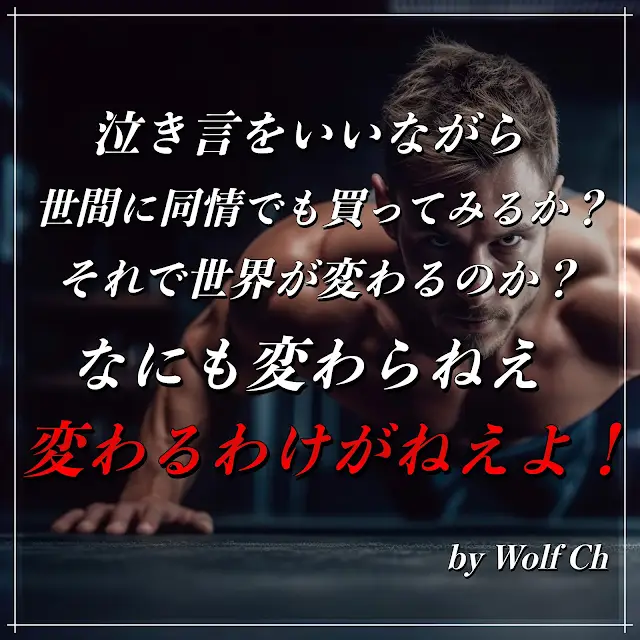 泣き言をいいながら
世間に同情でも買ってみるか？
それで世界が変わるのか？
なにも変わらねえ
変わるわけがねえよ！
by Wolf Ch